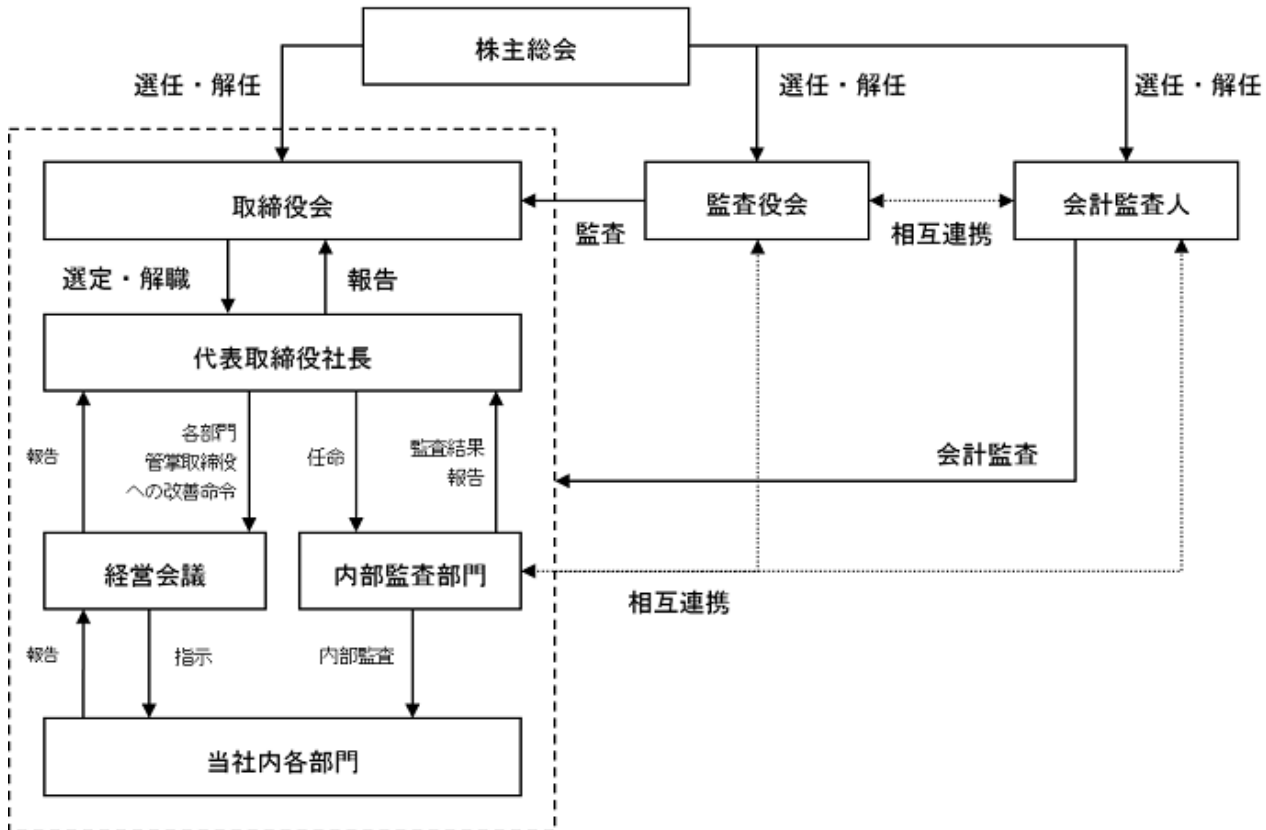 株主総会
選任・解任
選任・解任
選任・解任
取締役会
監査役会
会計監査人
監査
相互連携
選定・解職
報告
代表取締役社長
報告
各部門
管掌取締役
への改善命令
任命
監査結果
報告
会計監査
経営会議
内部監査部門
相互連携
報告
指示
内部監査
当社内各部門